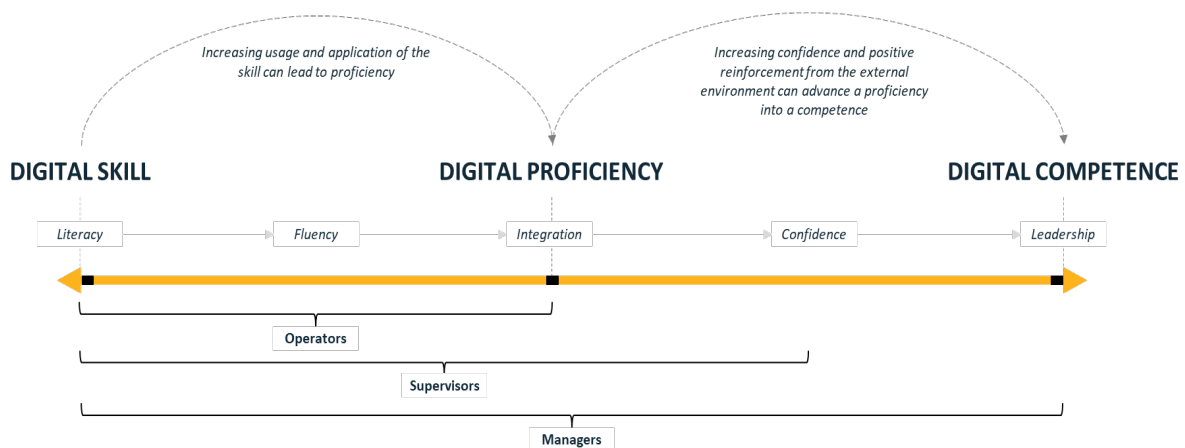 Increasing usage and application of the
skill can lead to proficiency
Increasing confidence and positive
reinforcement from the external
environment can advance a proficiency
into a competence
DIGITAL SKILL
DIGITAL PROFICIENCY
DIGITAL COMPETENCE
Literacy
Fluency
Integration
Confidence
Leadership
Operators
Supervisors
Managers